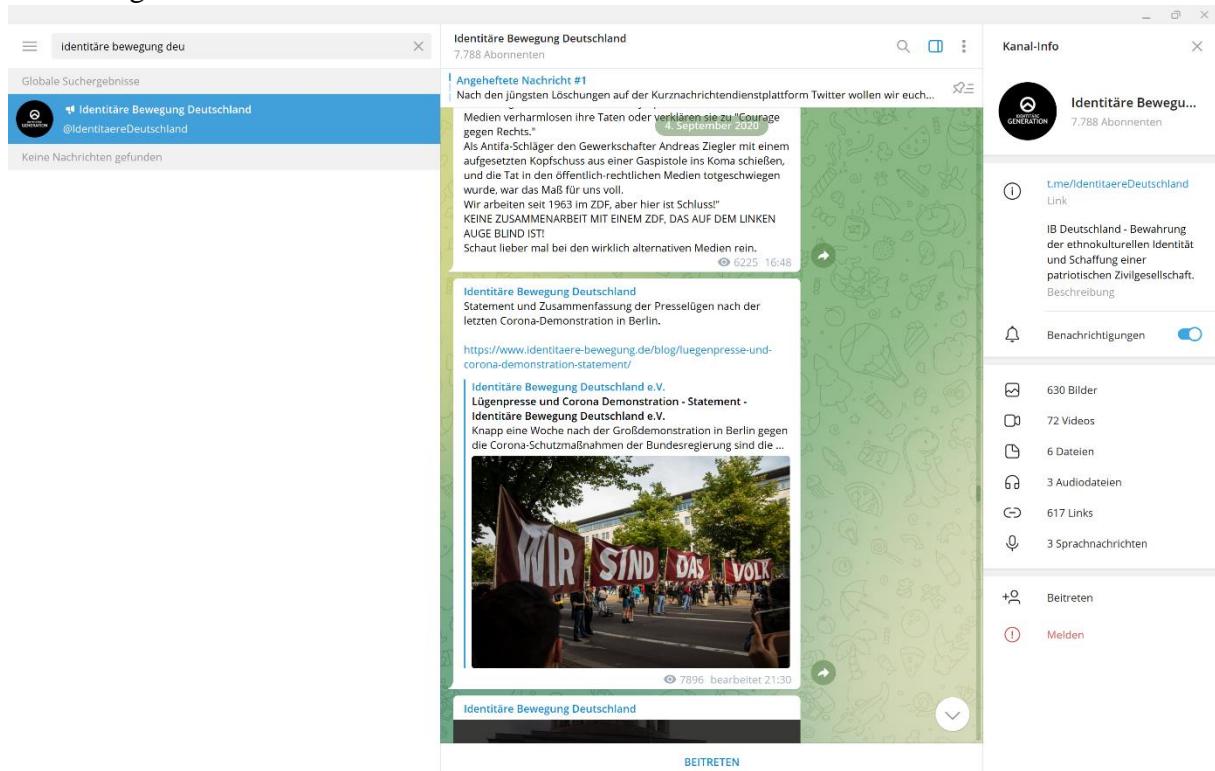 identitäre bewegung deu
Globale Suchergebnisse
Identitäre Bewegung Deutschland
@IdentitaereDeutschland
Keine Nachrichten gefunden
Identitäre Bewegung Deutschland
7.788 Abonnenten
Angeheftete Nachricht #1
Nach den jüngsten Löschungen auf der Kurznachrichtendienstplattform Twitter wollen wir euch...
4. September 2020
Medien verharmlosen ihre Taten oder verklären sie zu "Courage
gegen Rechts."
Als Antifa-Schläger den Gewerkschafter Andreas Ziegler mit einem
aufgesetzten Kopfschuss aus einer Gaspistole ins Koma schießen,
und die Tat in den öffentlich-rechtlichen Medien totgeschwiegen
wurde, war das Maß für uns voll.
Wir arbeiten seit 1963 im ZDF, aber hier ist Schluss!"
KEINE ZUSAMMENARBEIT MIT EINEM ZDF, DAS AUF DEM LINKEN
AUGE BLIND IST!
Schaut lieber mal bei den wirklich alternativen Medien rein.
6225 16:48
Identitäre Bewegung Deutschland
Statement und Zusammenfassung der Presselügen nach der
letzten Corona-Demonstration in Berlin.
https://www.identitaere-bewegung.de/blog/luegenpresse-und-
corona-demonstration-statement/
Identitäre Bewegung Deutschland e.V.
Lügenpresse und Corona Demonstration - Statement -
Identitäre Bewegung Deutschland e.V.
Knapp eine Woche nach der Großdemonstration in Berlin gegen
die Corona-Schutzmaßnahmen der Bundesregierung sind die ...
WIR SIND DAS VOLK
7896 bearbeitet 21:30
Identitäre Bewegung Deutschland
BEITRETEN
Kanal-Info
GENERATION
Identitäre Bewegu...
7.788 Abonnenten
t.me/IdentitaereDeutschland
Link
IB Deutschland - Bewahrung
der ethnokulturellen Identität
und Schaffung einer
patriotischen Zivilgesellschaft.
Beschreibung
Benachrichtigungen
630 Bilder
72 Videos
6 Dateien
3 Audiodateien
617 Links
3 Sprachnachrichten
Beitreten
Melden